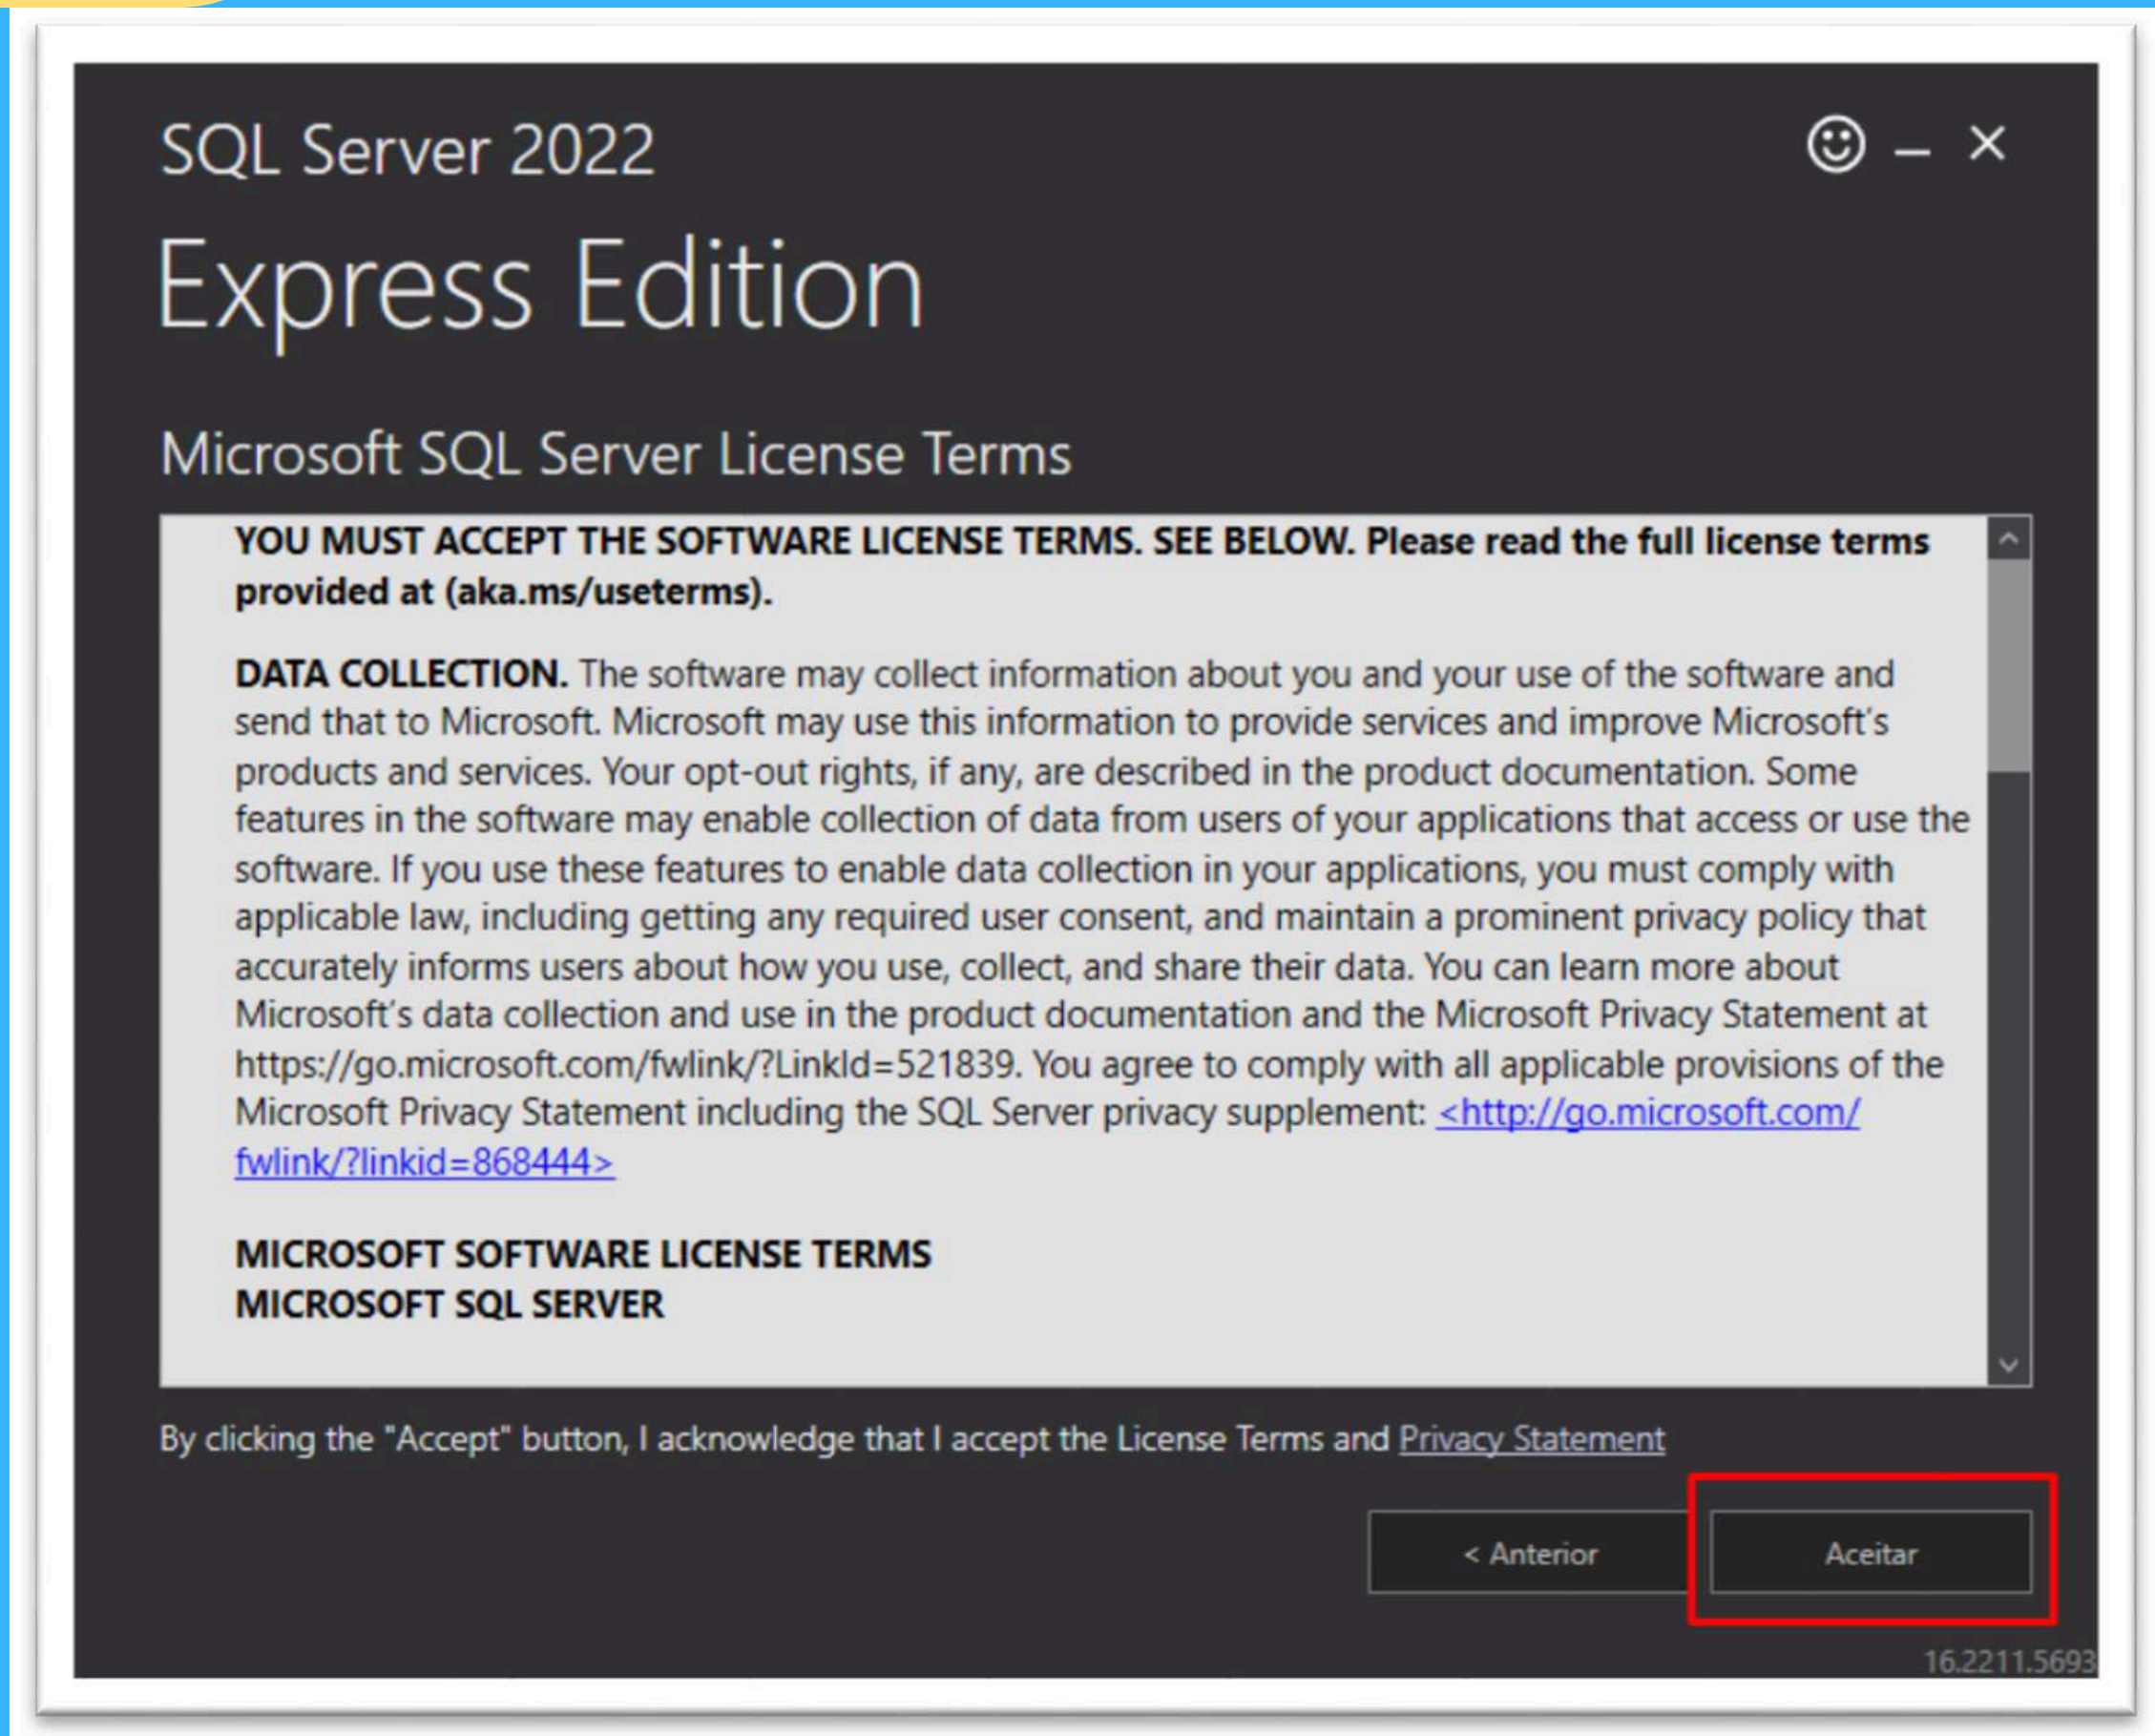 SQL Server 2022
Express Edition
Microsoft SQL Server License Terms
YOU MUST ACCEPT THE SOFTWARE LICENSE TERMS. SEE BELOW. Please read the full license terms
provided at (aka.ms/useterms).
DATA COLLECTION. The software may collect information about you and your use of the software and
send that to Microsoft. Microsoft may use this information to provide services and improve Microsoft's
products and services. Your opt-out rights, if any, are described in the product documentation. Some
features in the software may enable collection of data from users of your applications that access or use the
software. If you use these features to enable data collection in your applications, you must comply with
applicable law, including getting any required user consent, and maintain a prominent privacy policy that
accurately informs users about how you use, collect, and share their data. You can learn more about
Microsoft's data collection and use in the product documentation and the Microsoft Privacy Statement at
https://go.microsoft.com/fwlink/?LinkId=521839. You agree to comply with all applicable provisions of the
Microsoft Privacy Statement including the SQL Server privacy supplement: <http://go.microsoft.com/
fwlink/?linkid=868444>
MICROSOFT SOFTWARE LICENSE TERMS
MICROSOFT SQL SERVER
By clicking the "Accept" button, I acknowledge that I accept the License Terms and Privacy Statement
< Anterior
Aceitar
16.2211.5693